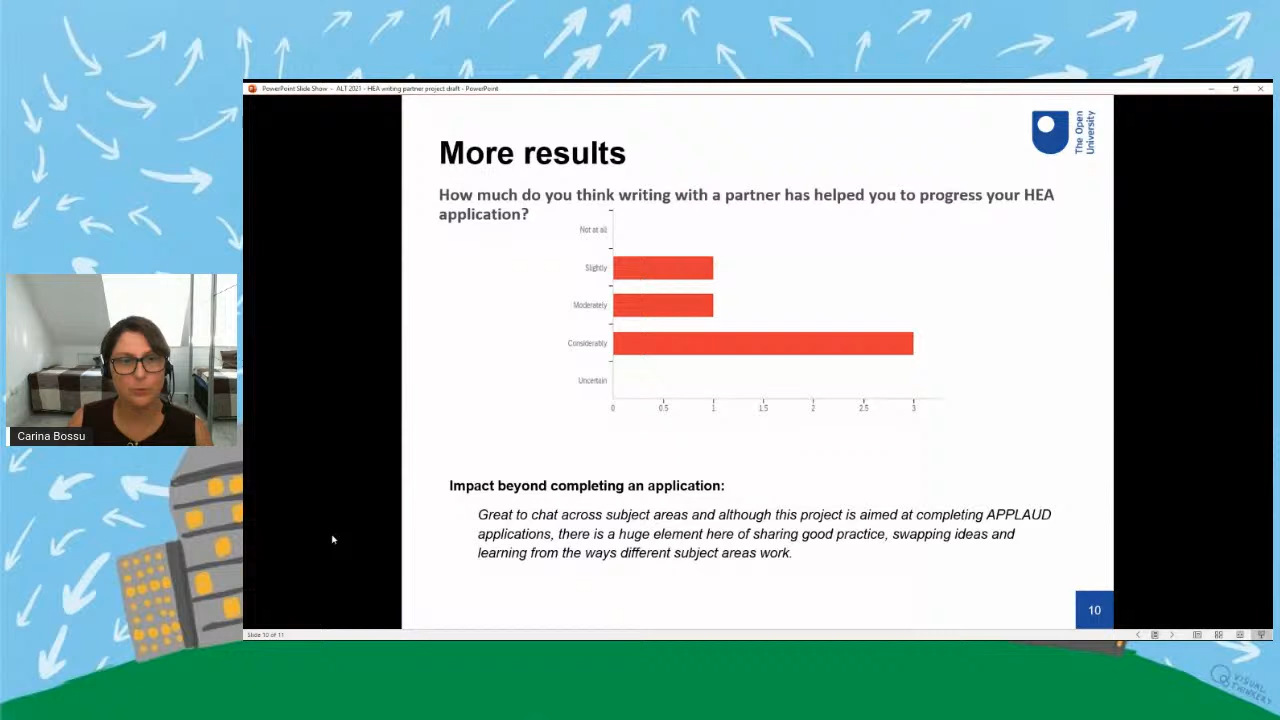 PowerPoint Slide Show - ALT 2021 - HEA writing partner project draft - PowerPoint
The Open
University
More results
How much do you think writing with a partner has helped you to progress your HEA
application?
Not at all
Slightly
Moderately
Considerably
Uncertain
0 0.5 1 1.5 2 2.5 3
Carina Bossu
Impact beyond completing an application:
Great to chat across subject areas and although this project is aimed at completing APPLAUD
applications, there is a huge element here of sharing good practice, swapping ideas and
learning from the ways different subject areas work.
10
Slide 10 of 11
VISUAL
THINKERY